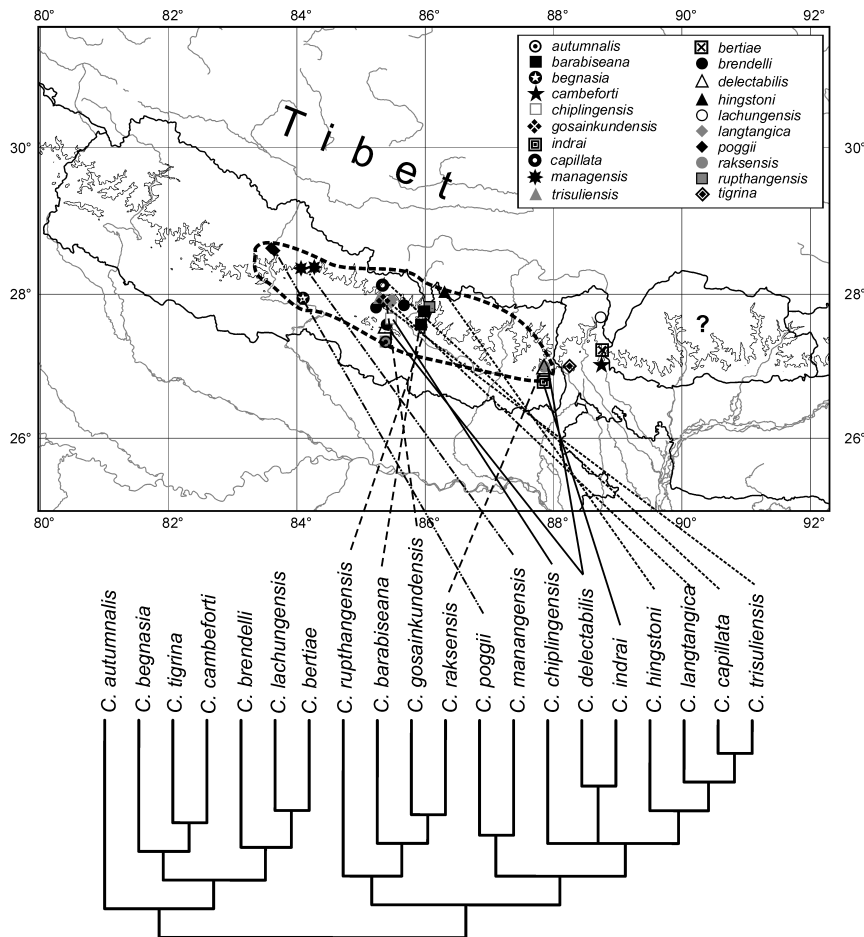 80° 82° 84° 86° 88° 90° 92°
autumnalis
barabiseana
begnasia
cambeforti
chiplingensis
gosainkundensis
indrai
capillata
managensis
trisuliensis
bertiae
brendelli
delectabilis
hingstoni
lachungensis
langtangica
poggii
raksensis
rupthangensis
tigrina
Tibet
30° 30°
28° 28°
?
26° 26°
80 82 84 86 88 90 92
C. autumnalis
C. begnasia
C. tigrina
C. cambeforti
C. brendelli
C. lachungensis
C. bertiae
C. rupthangensis
C. barabiseana
C. gosainkundensis
C. raksensis
C. poggii
C. manangensis
C. chiplingensis
C. delectabilis
C. indrai
C. hingstoni
C. langtangica
C. capillata
C. trisuliensis